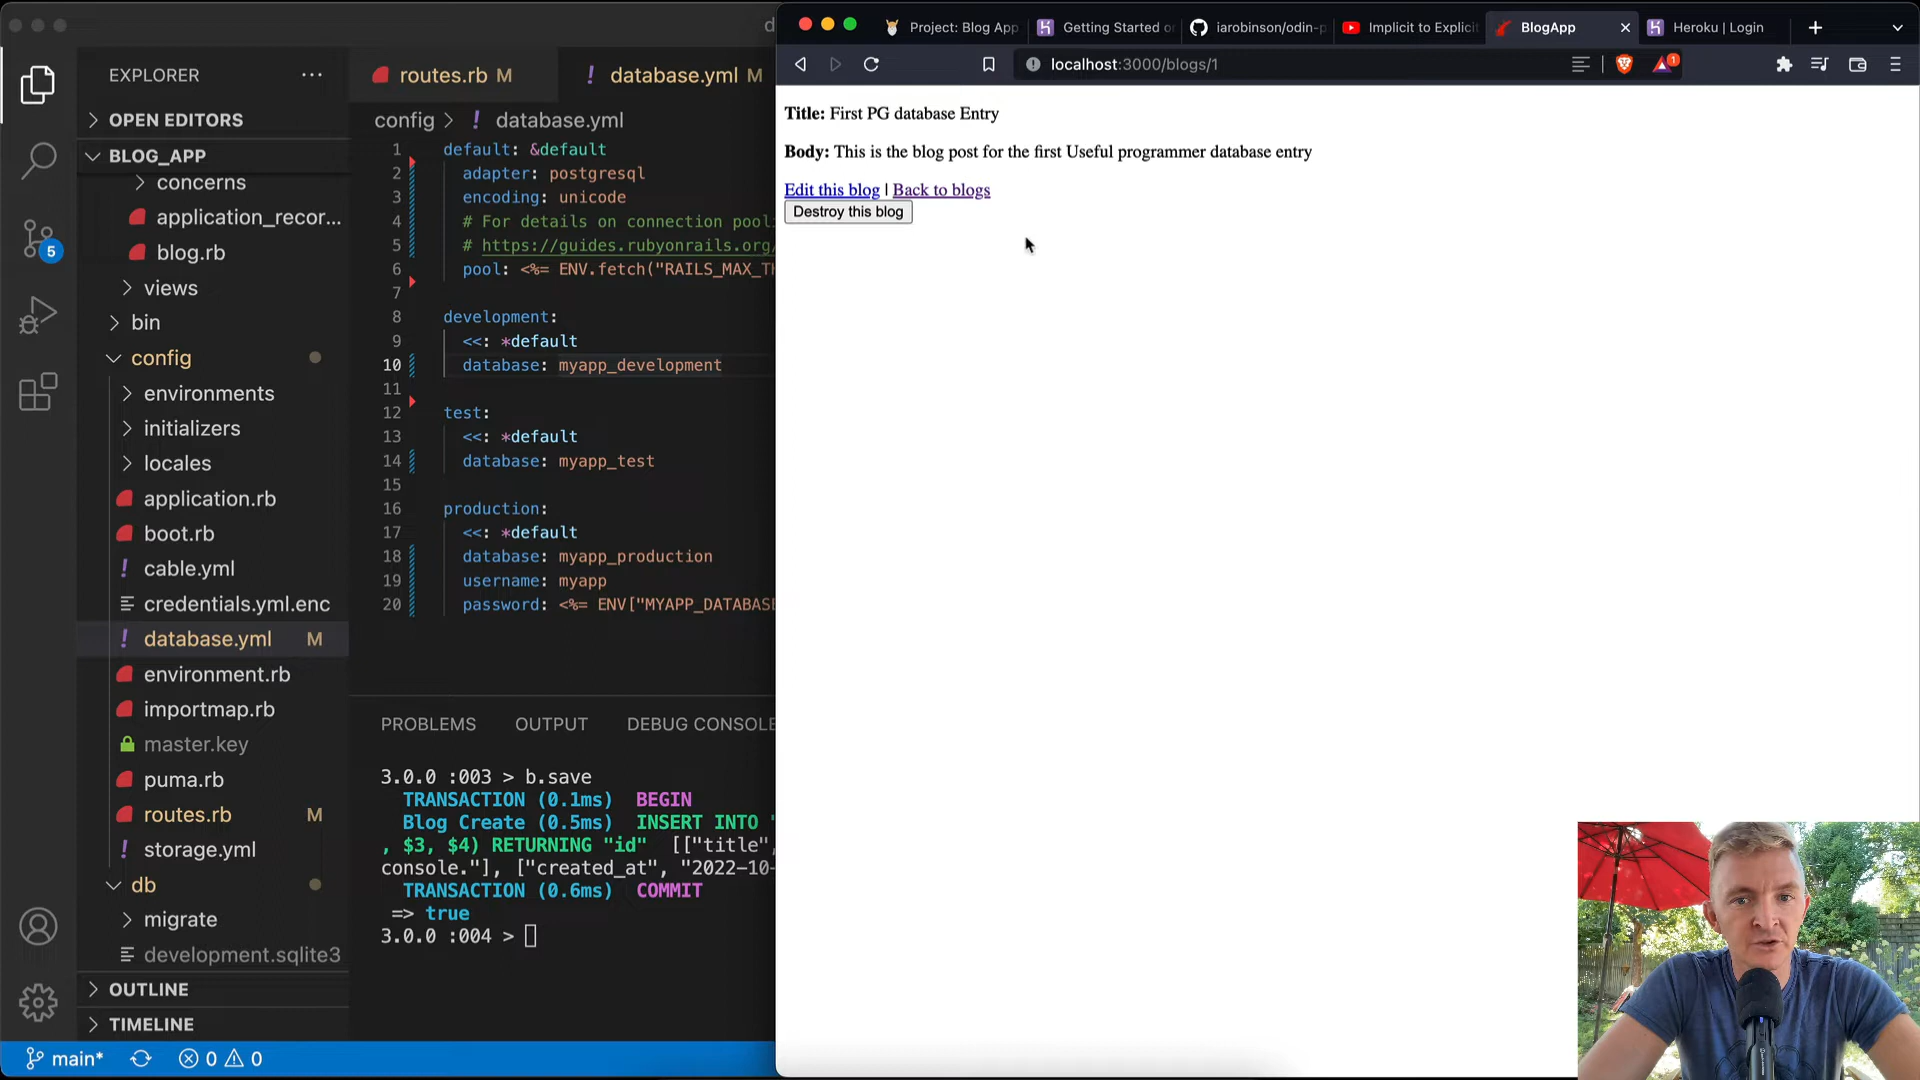 EXPLORER
OPEN EDITORS
BLOG_APP
concerns
application_recor...
blog.rb
views
bin
config
environments
initializers
locales
application.rb
boot.rb
cable.yml
credentials.yml.enc
database.yml M
environment.rb
importmap.rb
master.key
puma.rb
routes.rb M
storage.yml
db
migrate
development.sqlite3
OUTLINE
TIMELINE
5
main* 0 0
routes.rb M
database.yml M
config > ! database.yml
1 default: &default
2 adapter: postgresql
3 encoding: unicode
4 # For details on connection pooli
5 # https://guides.rubyonrails.org/
6 pool: <%= ENV.fetch("RAILS_MAX_TH
7
8 development:
9 <<: *default
10 database: myapp_development
11
12 test:
13 <<: *default
14 database: myapp_test
15
16 production:
17 <<: *default
18 database: myapp_production
19 username: myapp
20 password: <%= ENV["MYAPP_DATABASE
PROBLEMS OUTPUT DEBUG CONSOLE
3.0.0 :003 > b.save
TRANSACTION (0.1ms) BEGIN
Blog Create (0.5ms) INSERT INTO "
, $3, $4) RETURNING "id" [["title",
console."], ["created_at", "2022-10-
TRANSACTION (0.6ms) COMMIT
=> true
3.0.0 :004 >
Project: Blog App
Getting Started o
iarobinson/odin-p
Implicit to Explicit
BlogApp
Heroku | Login
localhost:3000/blogs/1
1
Title: First PG database Entry
Body: This is the blog post for the first Useful programmer database entry
Edit this blog | Back to blogs
Destroy this blog